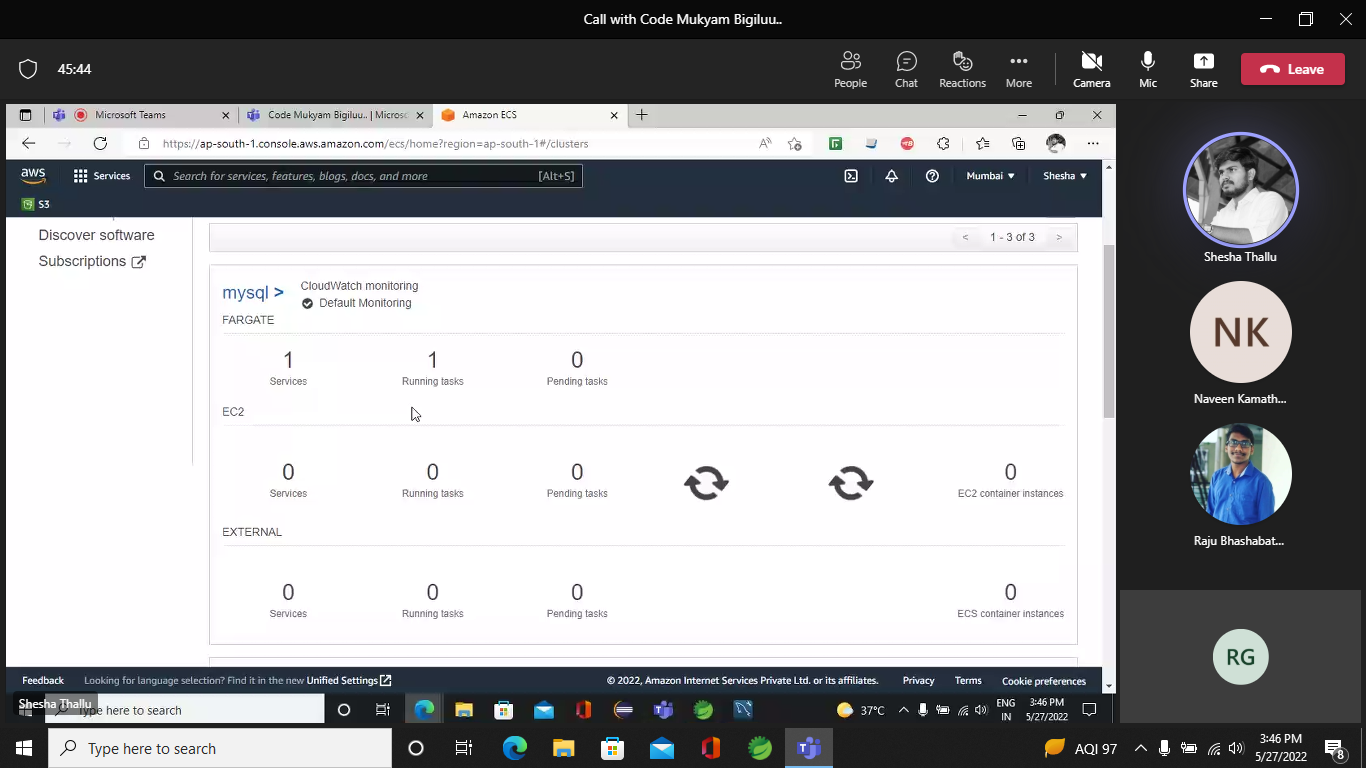 Call with Code Mukyam Bigiluu..
45:44
People
Chat
Reactions
More
Camera
Mic
Share
Leave
Microsoft Teams
Code Mukyam Bigiluu.. | Microso
Amazon ECS
https://ap-south-1.console.aws.amazon.com/ecs/home?region=ap-south-1#/clusters
aws
Services
Search for services, features, blogs, docs, and more
[Alt+S]
Mumbai
Shesha
S3
Discover software
Subscriptions
< 1 - 3 of 3 >
mysql >
CloudWatch monitoring
Default Monitoring
FARGATE
1 1 0
Services Running tasks Pending tasks
EC2
0 0 0 0
Services Running tasks Pending tasks EC2 container instances
EXTERNAL
0 0 0 0
Services Running tasks Pending tasks ECS container instances
Feedback
Looking for language selection? Find it in the new Unified Settings
© 2022, Amazon Internet Services Private Ltd. or its affiliates.
Privacy
Terms
Cookie preferences
Shesha Thallu
Type here to search
37°C
ENG
IN
3:46 PM
5/27/2022
Shesha Thallu
NK
Naveen Kamath...
Raju Bhashabat...
RG
Type here to search
AQI 97
3:46 PM
5/27/2022
8